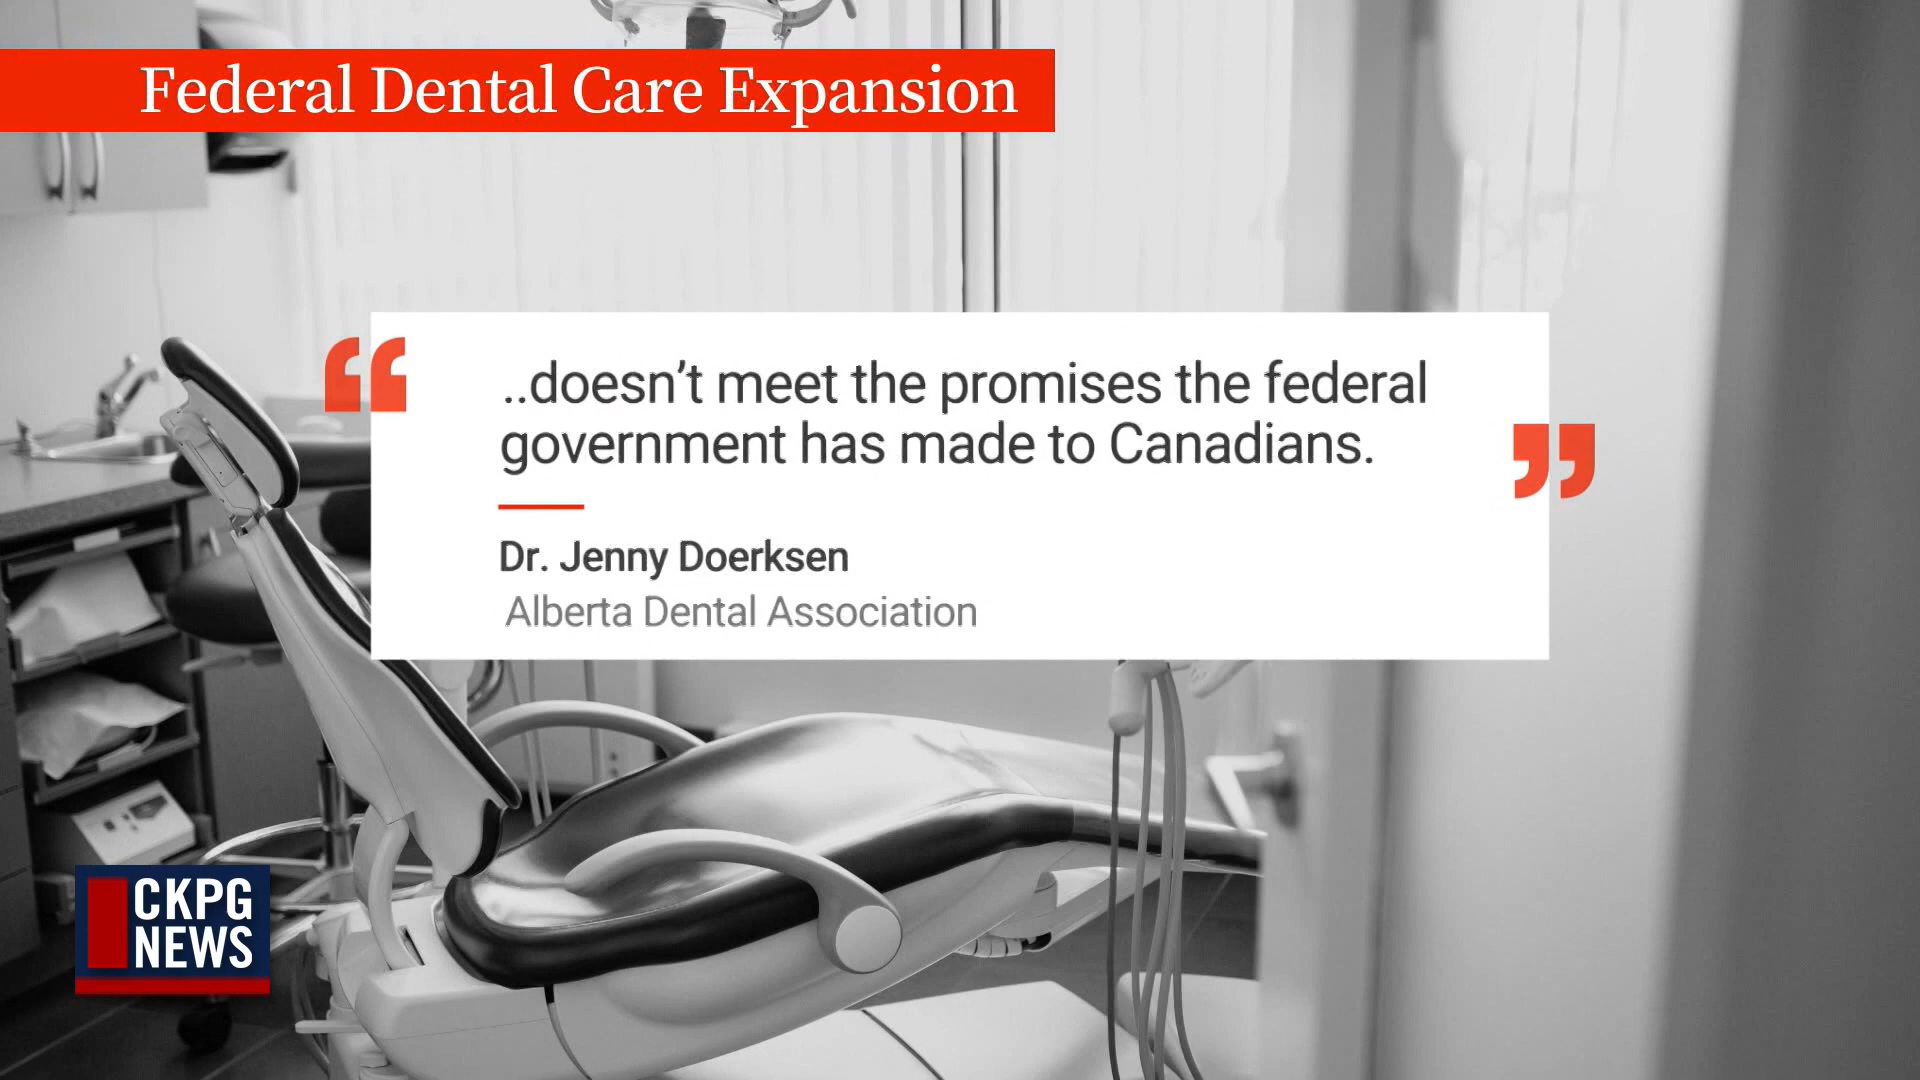 Federal Dental Care Expansion
“ ..doesn’t meet the promises the federal
government has made to Canadians. ”
Dr. Jenny Doerksen
Alberta Dental Association
CKPG
NEWS